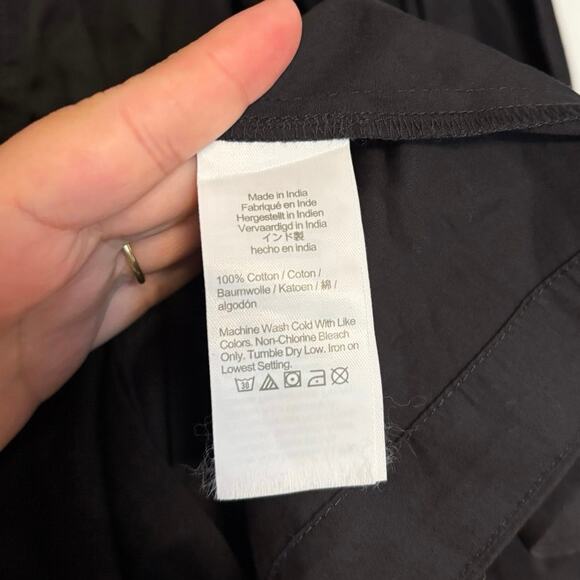 Made in India
Fabriqué en Inde
Hergestellt in Indien
Vervaardigd in India
インド製
hecho en india
100% Cotton / Coton /
Baumwolle / Katoen / 綿 /
algodón
Machine Wash Cold With Like
Colors. Non-Chlorine Bleach
Only. Tumble Dry Low. Iron on
Lowest Setting.
30